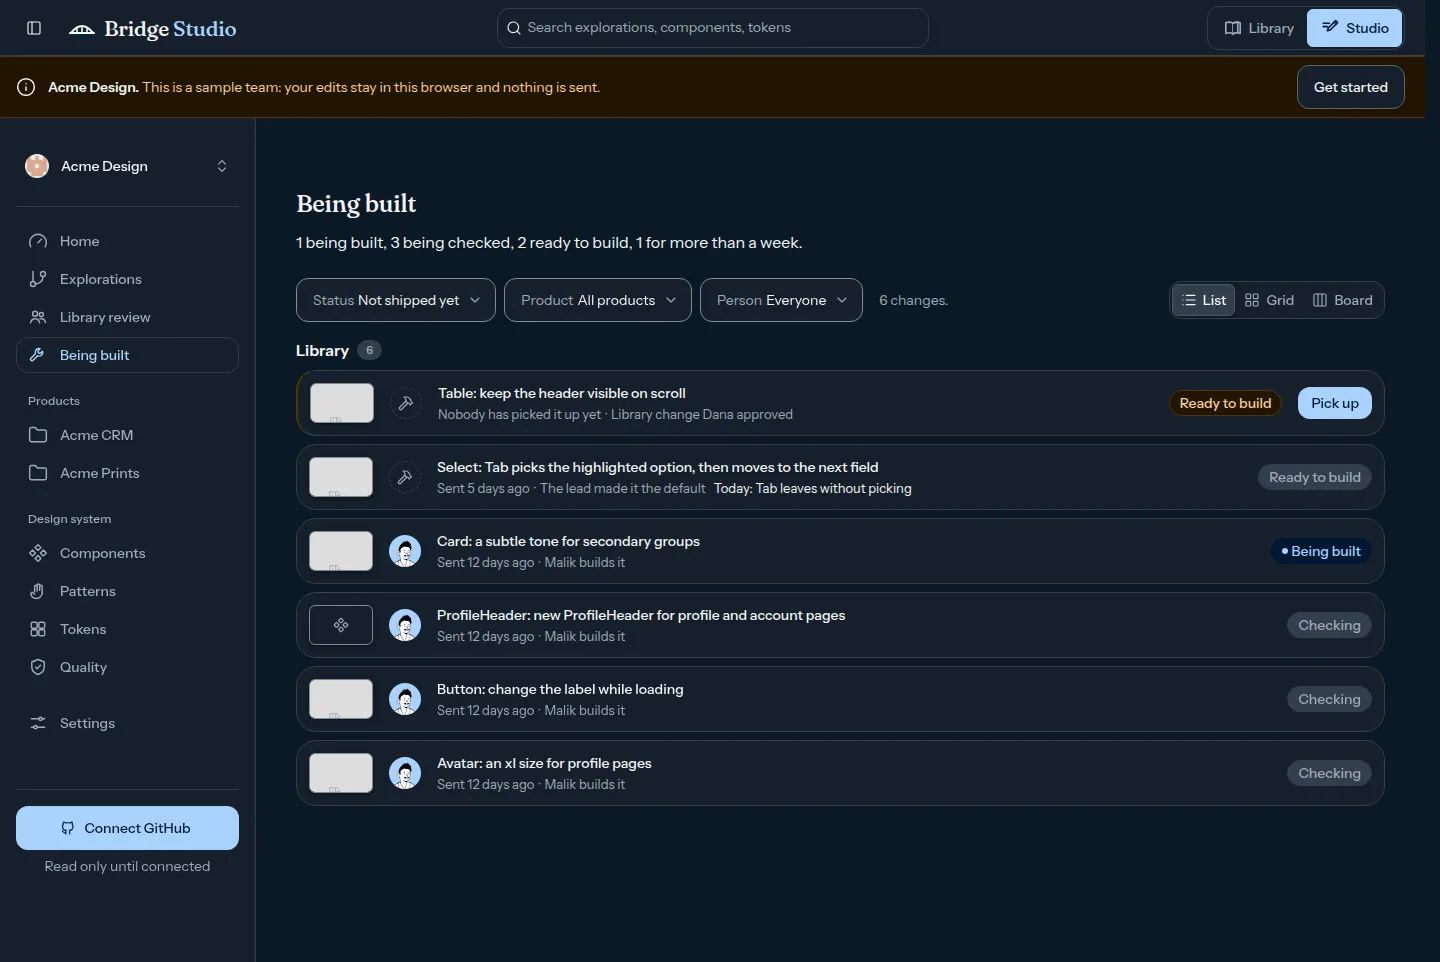 Bridge Studio
Search explorations, components, tokens
Library
Studio
Acme Design. This is a sample team: your edits stay in this browser and nothing is sent.
Get started
Acme Design
Home
Explorations
Library review
Being built
Products
Acme CRM
Acme Prints
Design system
Components
Patterns
Tokens
Quality
Settings
Connect GitHub
Read only until connected
Being built
1 being built, 3 being checked, 2 ready to build, 1 for more than a week.
Status Not shipped yet
Product All products
Person Everyone
6 changes.
List
Grid
Board
Library 6
Table: keep the header visible on scroll
Nobody has picked it up yet · Library change Dana approved
Ready to build
Pick up
Select: Tab picks the highlighted option, then moves to the next field
Sent 5 days ago · The lead made it the default Today: Tab leaves without picking
Ready to build
Card: a subtle tone for secondary groups
Sent 12 days ago · Malik builds it
Being built
ProfileHeader: new ProfileHeader for profile and account pages
Sent 12 days ago · Malik builds it
Checking
Button: change the label while loading
Sent 12 days ago · Malik builds it
Checking
Avatar: an xl size for profile pages
Sent 12 days ago · Malik builds it
Checking